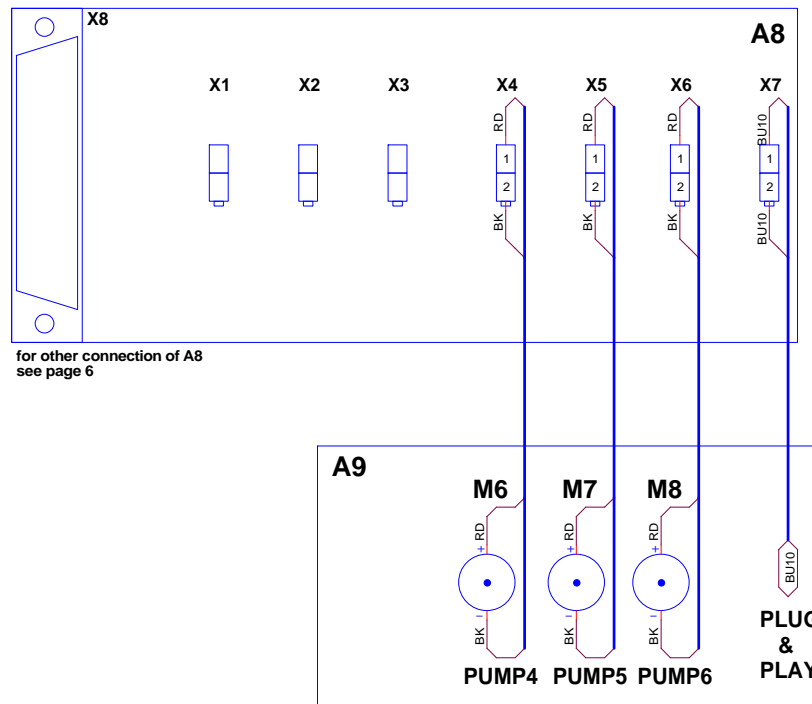 X8
A8
X1 X2 X3 X4 X5 X6 X7
RD RD RD BU10
1 1 1 1
2 2 2 2
BK BK BK BU10
for other connection of A8
see page 6
A9
M6 M7 M8
RD RD RD
+ + +
BU10
- - -
BK BK BK
PLUG
&
PLAY
PUMP4 PUMP5 PUMP6